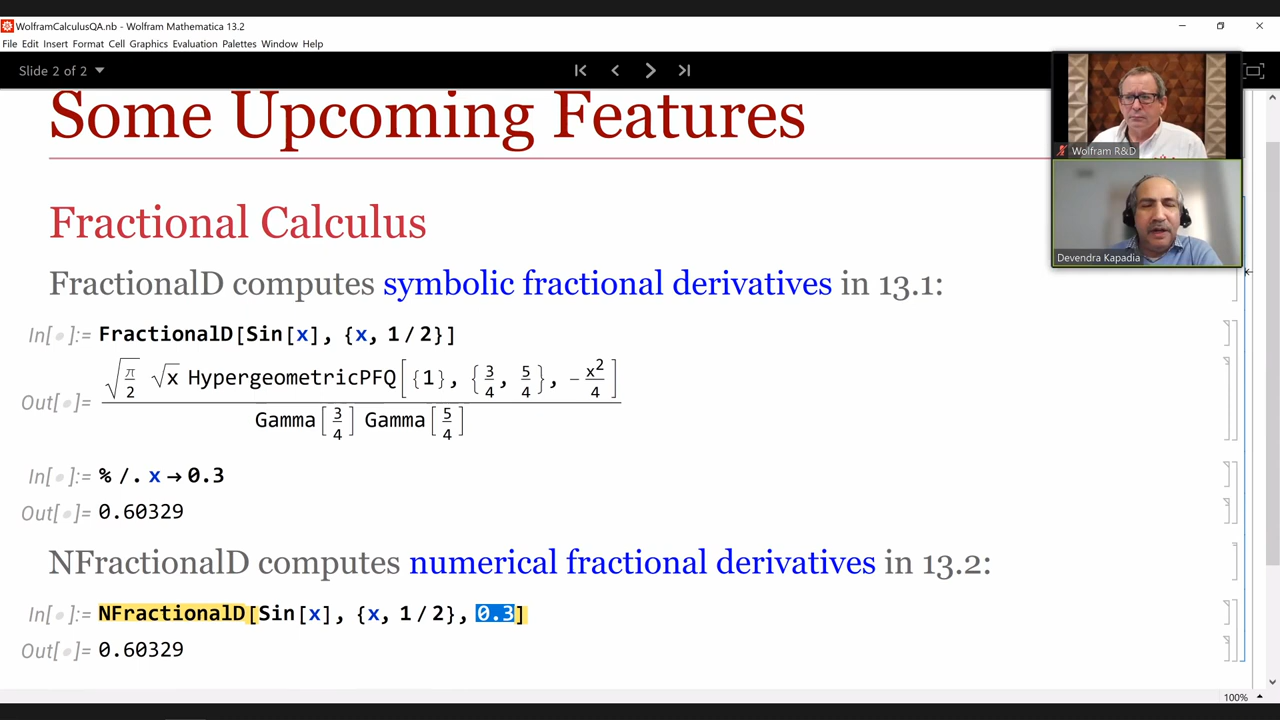 WolframCalculusQA.nb - Wolfram Mathematica 13.2
File Edit Insert Format Cell Graphics Evaluation Palettes Window Help
Slide 2 of 2
Some Upcoming Features
Wolfram R&D
Devendra Kapadia
Fractional Calculus
FractionalD computes symbolic fractional derivatives in 13.1:
In[•]:= FractionalD[Sin[x], {x, 1/2}]
Out[•]= √(π/2) √x HypergeometricPFQ[{1}, {3/4, 5/4}, -x²/4] / Gamma[3/4] Gamma[5/4]
In[•]:= % /. x → 0.3
Out[•]= 0.60329
NFractionalD computes numerical fractional derivatives in 13.2:
In[•]:= NFractionalD[Sin[x], {x, 1/2}, 0.3]
Out[•]= 0.60329
100%